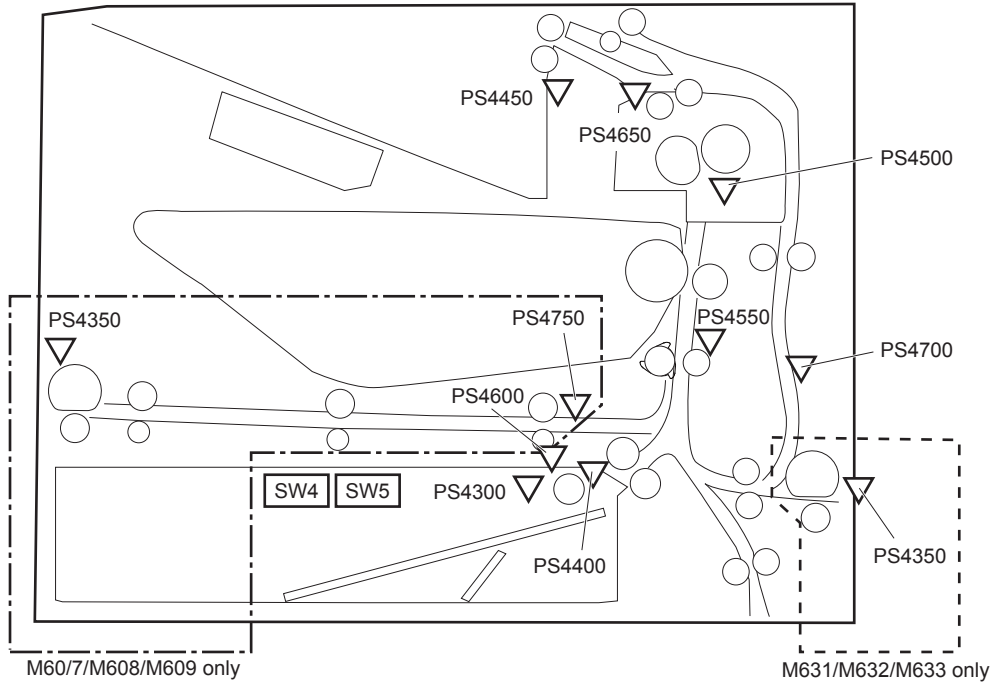 PS4450
PS4650
PS4500
PS4350
PS4750
PS4550
PS4700
PS4600
SW4
SW5
PS4300
PS4400
PS4350
M60/7/M608/M609 only
M631/M632/M633 only